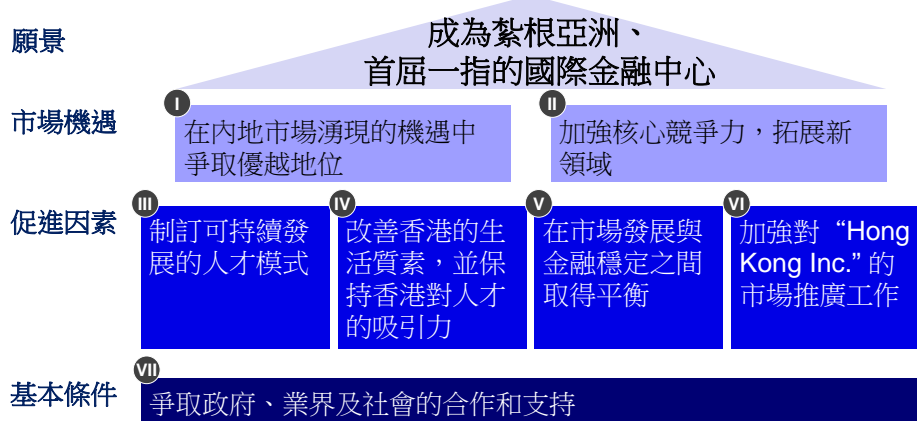 願景
成為紮根亞洲、
首屈一指的國際金融中心
市場機遇
I
在內地市場湧現的機遇中
爭取優越地位
II
加強核心競爭力，拓展新
領域
促進因素
III
制訂可持續發
展的人才模式
IV
改善香港的生
活質素，並保
持香港對人才
的吸引力
V
在市場發展與
金融穩定之間
取得平衡
VI
加強對“Hong
Kong Inc.”的
市場推廣工作
基本條件
VII
爭取政府、業界及社會的合作和支持